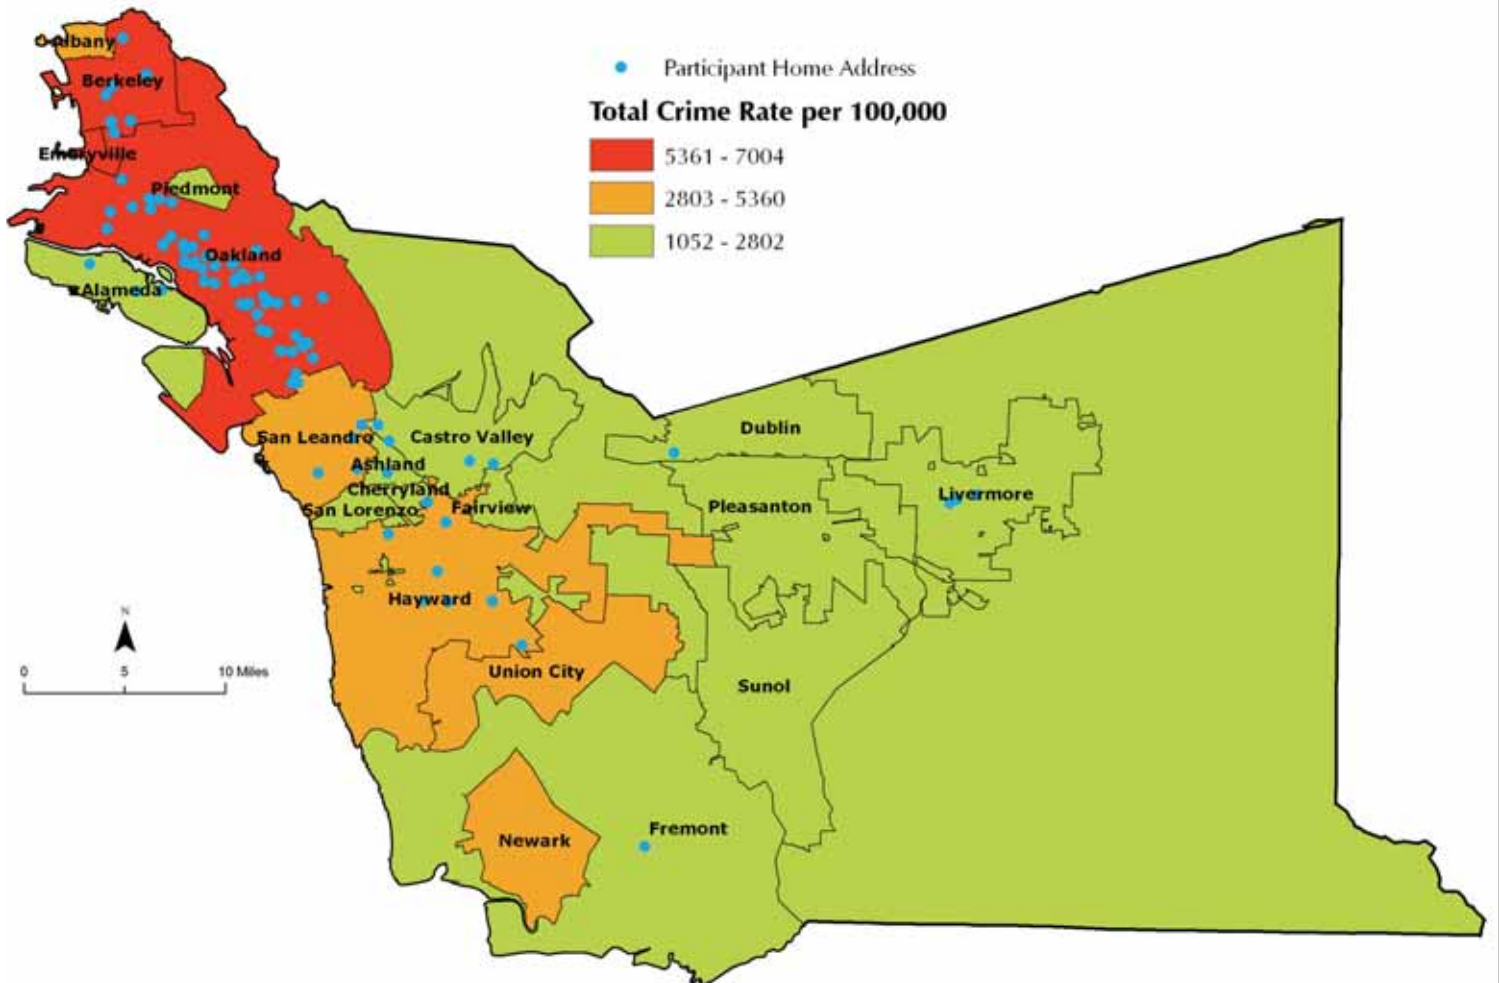 Albany
Participant Home Address
Berkeley
Total Crime Rate per 100,000
5361 - 7004
Emeryville
Piedmont
2803 - 5360
1052 - 2802
Oakland
Alameda
Dublin
San Leandro
Castro Valley
Ashland
Cherryland
Livermore
San Lorenzo
Fairview
Pleasanton
Hayward
N
0 5 10 Miles
Union City
Sunol
Fremont
Newark